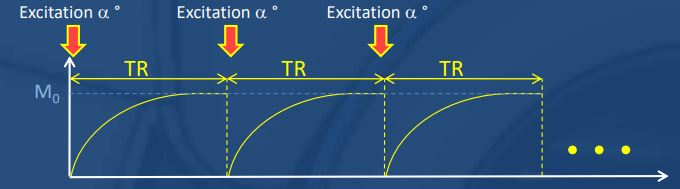 Excitation α ° Excitation α ° Excitation α °
TR TR TR
M₀